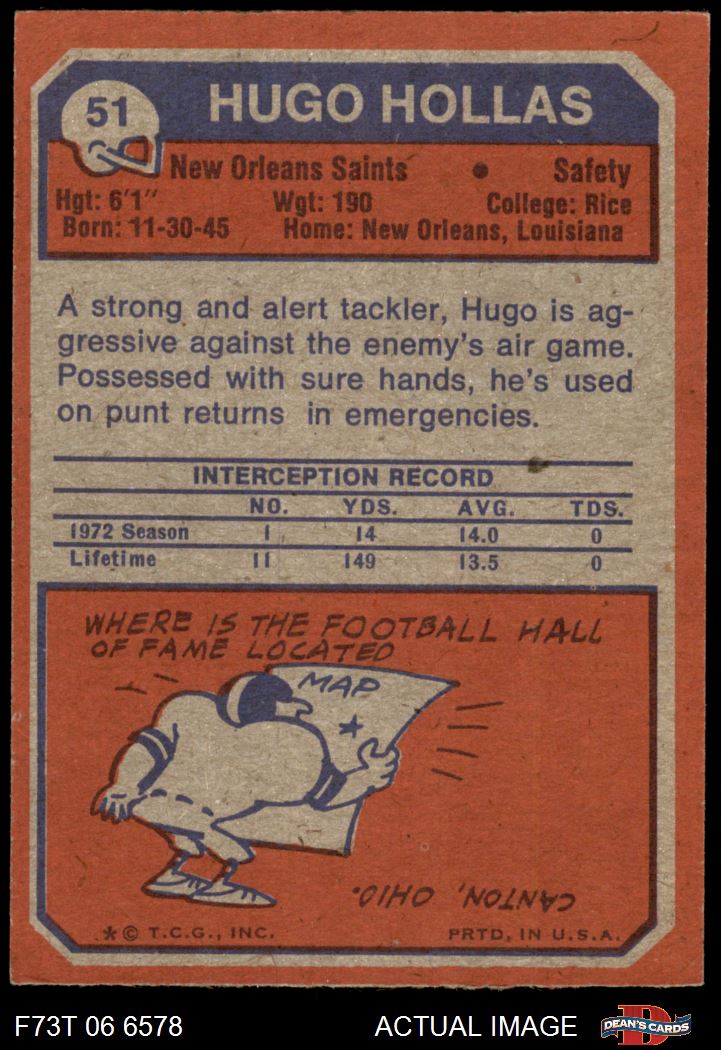 51
HUGO HOLLAS
New Orleans Saints • Safety
Hgt: 6'1" Wgt: 190 College: Rice
Born: 11-30-45 Home: New Orleans, Louisiana
A strong and alert tackler, Hugo is ag-
gressive against the enemy's air game.
Possessed with sure hands, he's used
on punt returns in emergencies.
INTERCEPTION RECORD
NO. YDS. AVG. TDS.
1972 Season 1 14 14.0 0
Lifetime 11 149 13.5 0
WHERE IS THE FOOTBALL HALL
OF FAME LOCATED
MAP
CANTON, OHIO.
*© T.C.G., INC. PRTD, IN U.S.A.
F73T 06 6578 ACTUAL IMAGE D DEAN'S CARDS